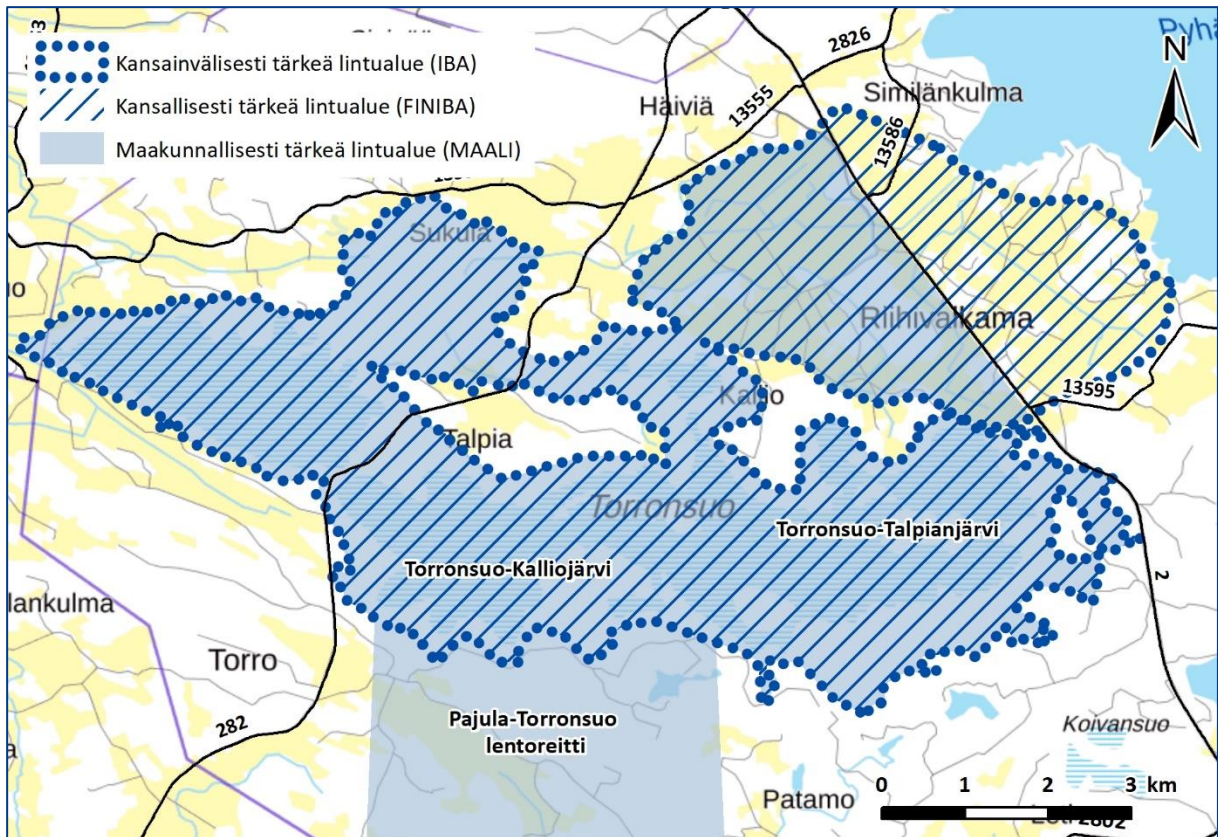 Kansainvälisesti tärkeä lintualue (IBA)
Kansallisesti tärkeä lintualue (FINIBA)
Maakunnallisesti tärkeä lintualue (MAALI)
2826
N
Häiviä
13555
Similänkulma
13586
Sukula
Riihivalkama
13595
Kallio
Talpia
Torronsuo
Torronsuo-Talpianjärvi
Torronsuo-Kalliojärvi
2
lankulma
Torro
282
Pajula-Torronsuo
lentoreitti
Koivansuo
0 1 2 3 km
Patamo
2802